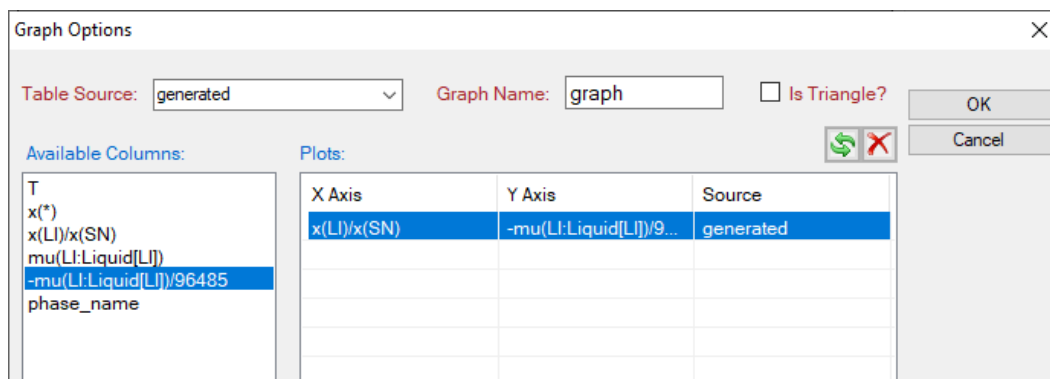 Graph Options
Table Source: generated Graph Name: graph Is Triangle? OK
Available Columns: Plots: Cancel
T
x(*)
x(LI)/x(SN)
mu(LI:Liquid[LI])
-mu(LI:Liquid[LI])/96485
phase_name
X Axis Y Axis Source
x(LI)/x(SN) -mu(LI:Liquid[LI]/9... generated